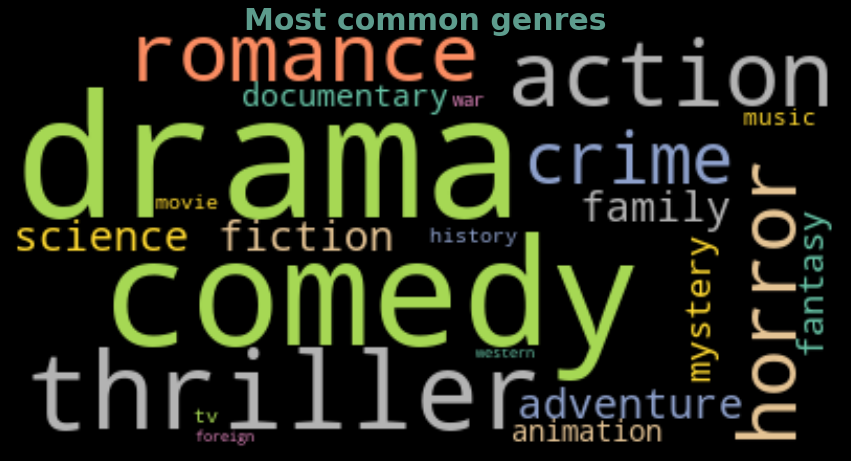 Most common genres
romance
action
documentary
war
music
drama
crime
movie
family
science
fiction
history
horror
fantasy
mystery
comedy
thriller
western
adventure
tv
animation
foreign